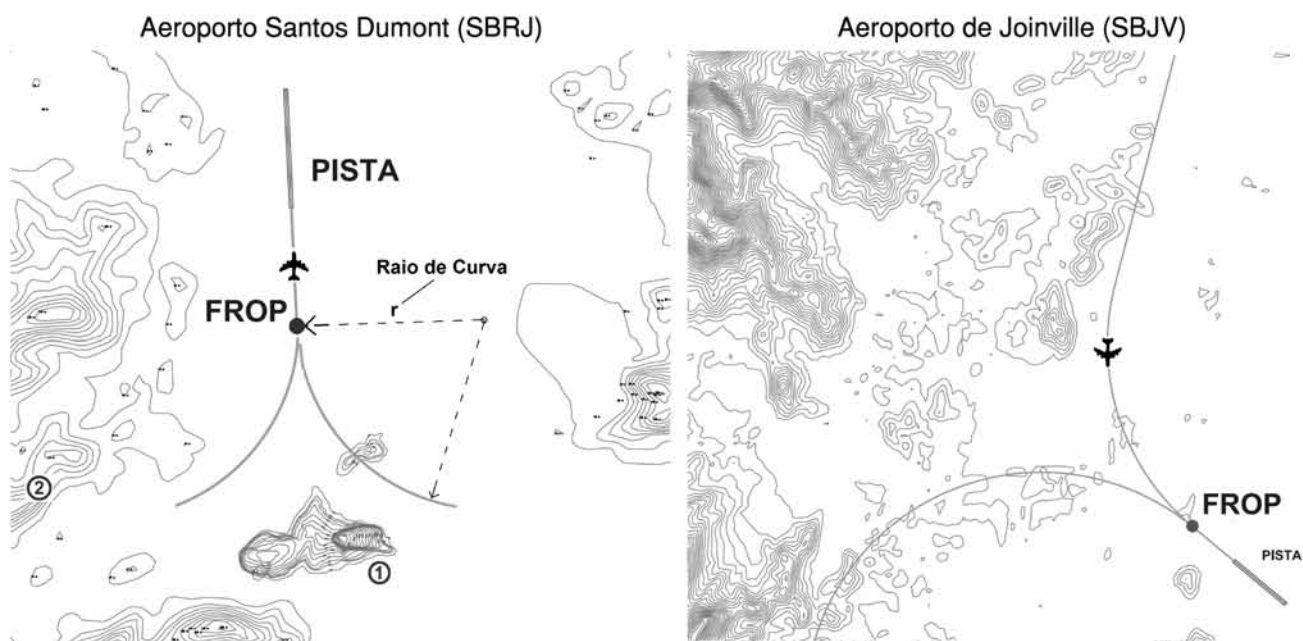 Aeroporto Santos Dumont (SBRJ)
PISTA
Raio de Curva
r
FROP
②
①
Aeroporto de Joinville (SBJV)
FROP
PISTA